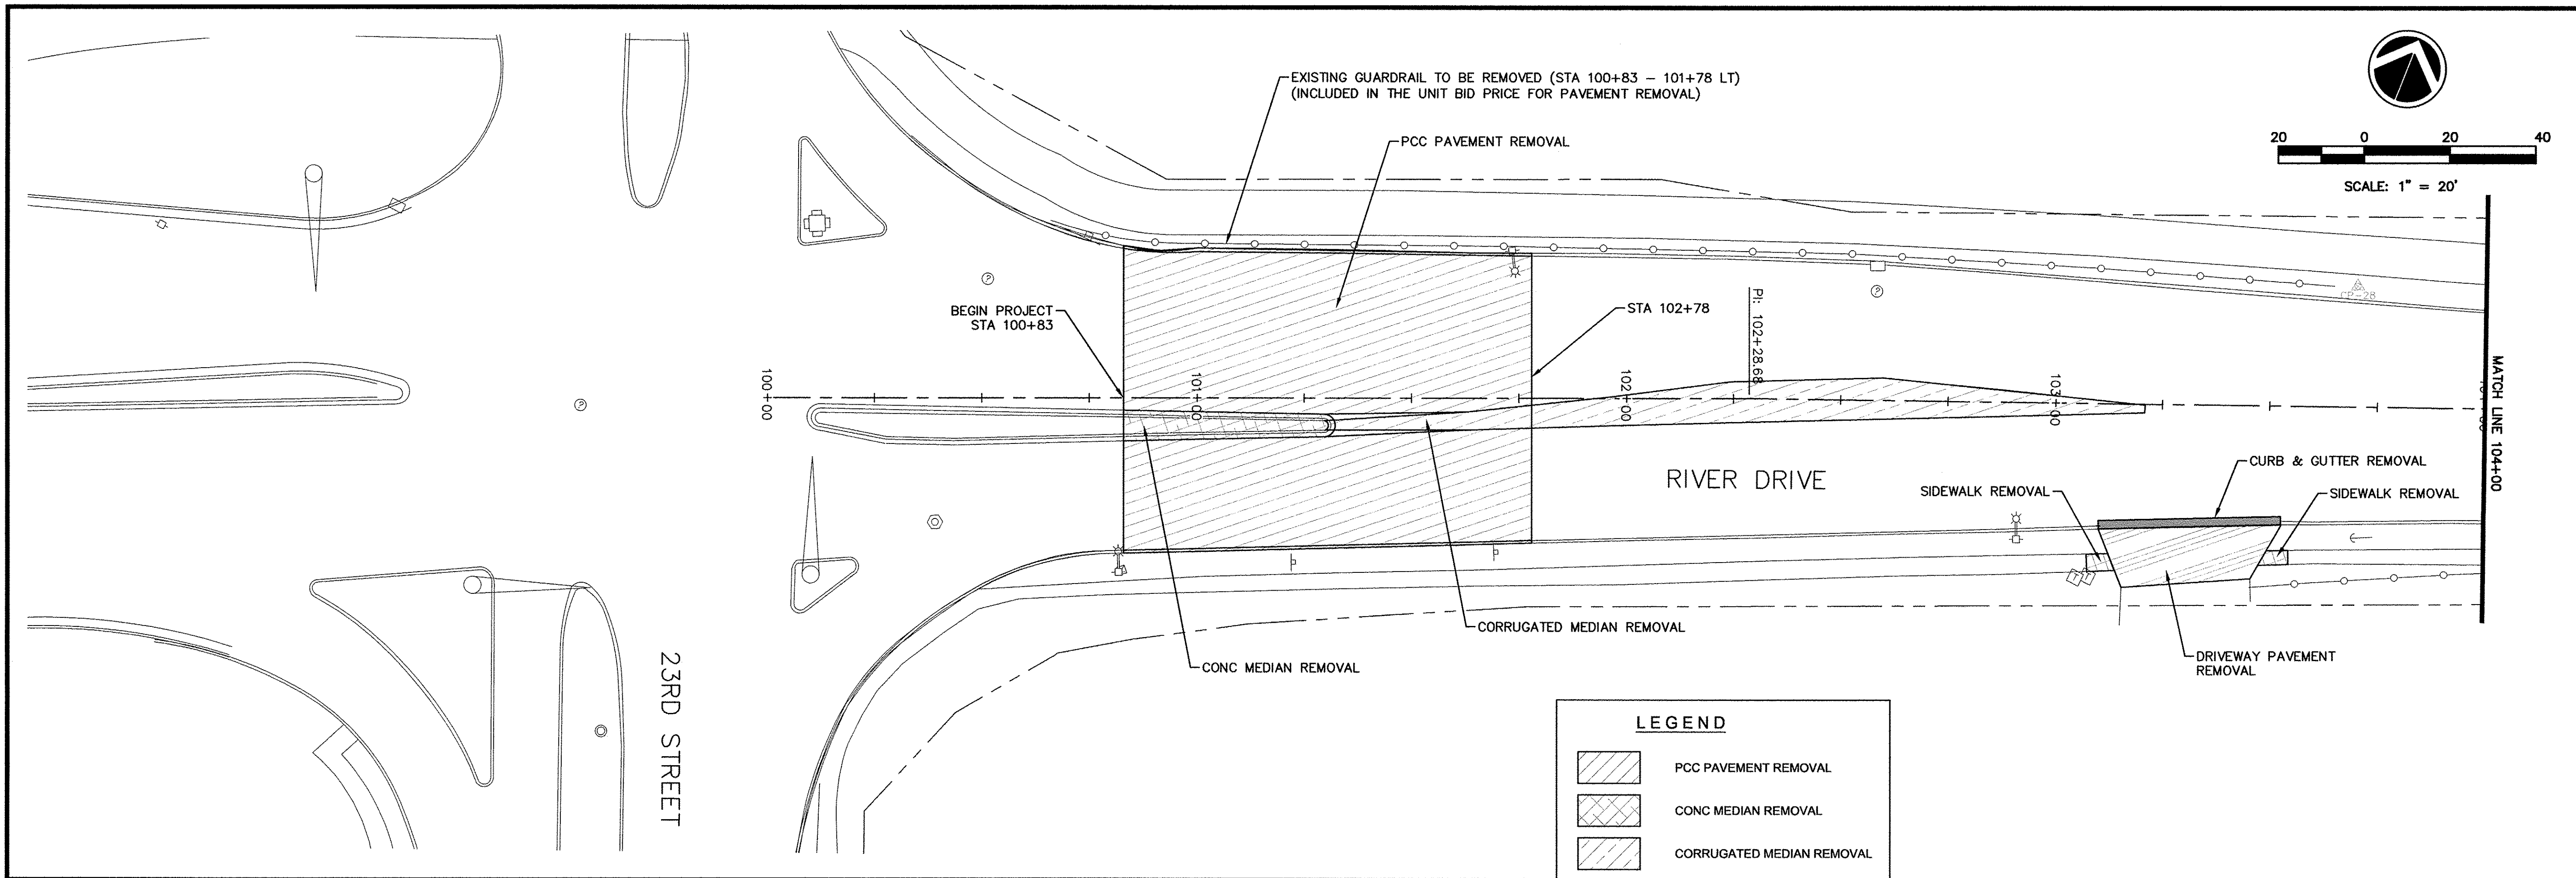 EXISTING GUARDRAIL TO BE REMOVED (STA 100+83 - 101+78 LT)
(INCLUDED IN THE UNIT BID PRICE FOR PAVEMENT REMOVAL)
PCC PAVEMENT REMOVAL
20 0 20 40
SCALE: 1" = 20'
BEGIN PROJECT
STA 100+83
STA 102+78
PI: 102+28.68
CP-28
100+00
101+00
102+00
103+00
MATCH LINE 104+00
RIVER DRIVE
CURB & GUTTER REMOVAL
SIDEWALK REMOVAL
SIDEWALK REMOVAL
CORRUGATED MEDIAN REMOVAL
CONC MEDIAN REMOVAL
DRIVEWAY PAVEMENT
REMOVAL
23RD STREET
LEGEND
PCC PAVEMENT REMOVAL
CONC MEDIAN REMOVAL
CORRUGATED MEDIAN REMOVAL